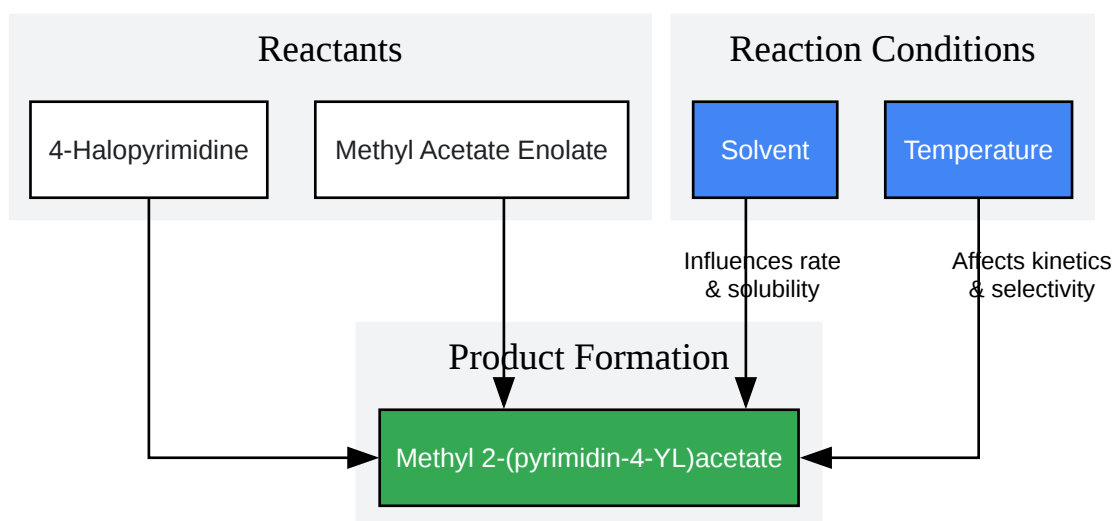 Reactants
Reaction Conditions
4-Halopyrimidine
Methyl Acetate Enolate
Solvent
Temperature
Influences rate
& solubility
Affects kinetics
& selectivity
Product Formation
Methyl 2-(pyrimidin-4-YL)acetate